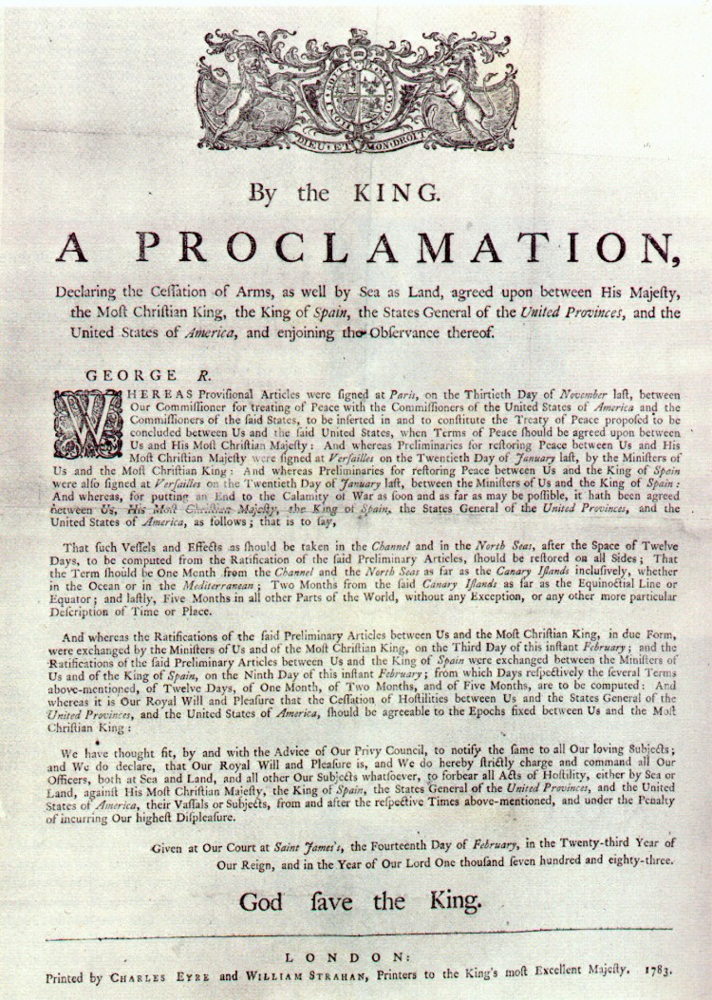 DIEU·ET MON·DROIT
By the KING.
A PROCLAMATION,
Declaring the Ceſſation of Arms, as well by Sea as Land, agreed upon between His Majeſty,
the Moſt Chriſtian King, the King of Spain, the States General of the United Provinces, and the
United States of America, and enjoining the Obſervance thereof.
GEORGE R.
WHEREAS Proviſional Articles were ſigned at Paris, on the Thirtieth Day of November laſt, between
Our Commiſſioner for treating of Peace with the Commiſſioners of the United States of America and the
Commiſſioners of the ſaid States, to be inſerted in and to conſtitute the Treaty of Peace propoſed to be
concluded between Us and the ſaid United States, when Terms of Peace ſhould be agreed upon between
Us and His Moſt Chriſtian Majeſty: And whereas Preliminaries for reſtoring Peace between Us and His
Moſt Chriſtian Majeſty were ſigned at Verſailles on the Twentieth Day of January laſt, by the Miniſters of
Us and the Moſt Chriſtian King: And whereas Preliminaries for reſtoring Peace between Us and the King of Spain
were alſo ſigned at Verſailles on the Twentieth Day of January laſt, between the Miniſters of Us and the King of Spain:
And whereas, for putting an End to the Calamity of War as ſoon and as far as may be poſſible, it hath been agreed
between Us, His Moſt Chriſtian Majeſty, the King of Spain, the States General of the United Provinces, and the
United States of America, as follows; that is to ſay,
That ſuch Veſſels and Effects as ſhould be taken in the Channel and in the North Seas, after the Space of Twelve
Days, to be computed from the Ratification of the ſaid Preliminary Articles, ſhould be reſtored on all Sides; That
the Term ſhould be One Month from the Channel and the North Seas as far as the Canary Iſlands incluſively, whether
in the Ocean or in the Mediterranean; Two Months from the ſaid Canary Iſlands as far as the Equinoctial Line or
Equator; and laſtly, Five Months in all other Parts of the World, without any Exception, or any other more particular
Deſcription of Time or Place.
And whereas the Ratifications of the ſaid Preliminary Articles between Us and the Moſt Chriſtian King, in due Form,
were exchanged by the Miniſters of Us and of the Moſt Chriſtian King, on the Third Day of this inſtant February; and the
Ratifications of the ſaid Preliminary Articles between Us and the King of Spain were exchanged between the Miniſters of
Us and of the King of Spain, on the Ninth Day of this inſtant February; from which Days reſpectively the ſeveral Terms
above-mentioned, of Twelve Days, of One Month, of Two Months, and of Five Months, are to be computed: And
whereas it is Our Royal Will and Pleaſure that the Ceſſation of Hoſtilities between Us and the States General of the
United Provinces, and the United States of America, ſhould be agreeable to the Epochs fixed between Us and the Moſt
Chriſtian King:
We have thought fit, by and with the Advice of Our Privy Council, to notify the ſame to all Our loving Subjects;
and We do declare, that Our Royal Will and Pleaſure is, and We do hereby ſtrictly charge and command all Our
Officers, both at Sea and Land, and all other Our Subjects whatſoever, to forbear all Acts of Hoſtility, either by Sea or
Land, againſt His Moſt Chriſtian Majeſty, the King of Spain, the States General of the United Provinces, and the United
States of America, their Vaſſals or Subjects, from and after the reſpective Times above-mentioned, and under the Penalty
of incurring Our higheſt Diſpleaſure.
Given at Our Court at Saint James's, the Fourteenth Day of February, in the Twenty-third Year of
Our Reign, and in the Year of Our Lord One thouſand ſeven hundred and eighty-three.
God ſave the King.
LONDON:
Printed by CHARLES EYRE and WILLIAM STRAHAN, Printers to the King's moſt Excellent Majeſty. 1783.